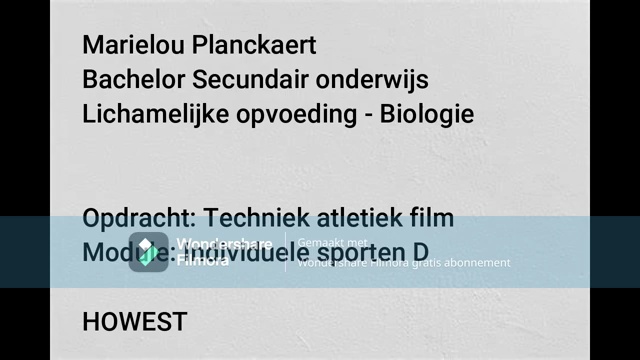 Marielou Planckaert
Bachelor Secundair onderwijs
Lichamelijke opvoeding - Biologie
Opdracht: Techniek atletiek film
Module: Individuele sporten D
Wondershare
Filmora
Gemaakt met
Wondershare Filmora gratis abonnement
HOWEST